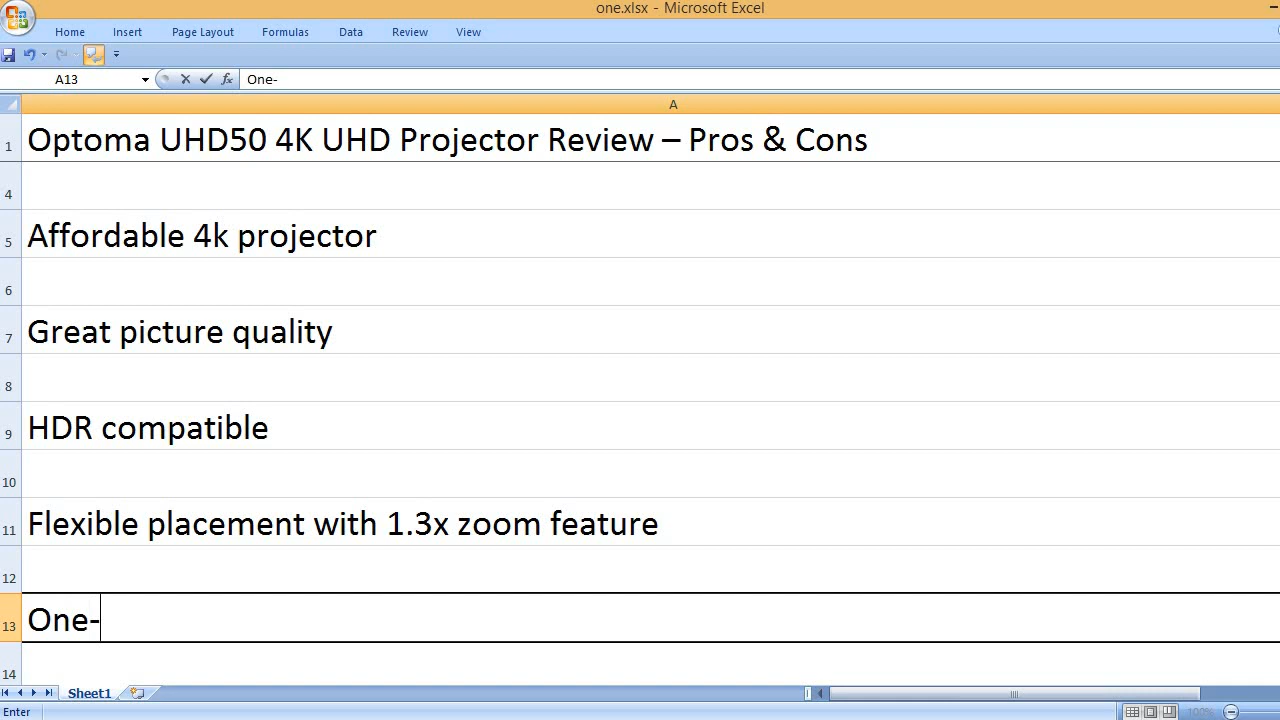 one.xlsx - Microsoft Excel
Home Insert Page Layout Formulas Data Review View
A13 fx One-
A
1 Optoma UHD50 4K UHD Projector Review – Pros & Cons
4
5 Affordable 4k projector
6
7 Great picture quality
8
9 HDR compatible
10
11 Flexible placement with 1.3x zoom feature
12
13 One-
14
Sheet1
Enter 100%